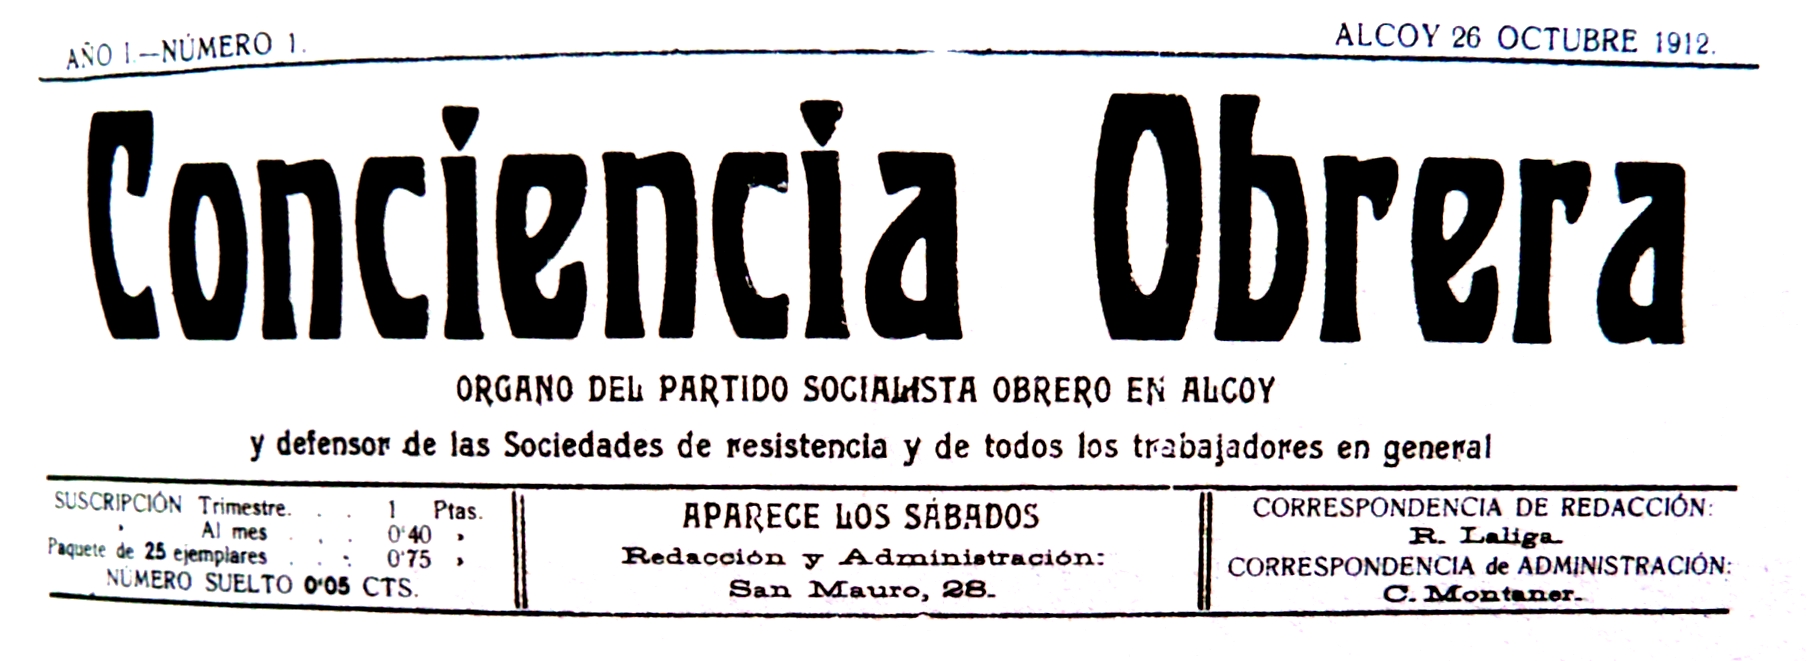 AÑO I.—NÚMERO 1.
ALCOY 26 OCTUBRE 1912.
Conciencia Obrera
ORGANO DEL PARTIDO SOCIALISTA OBRERO EN ALCOY
y defensor de las Sociedades de resistencia y de todos los trabajadores en general
SUSCRIPCIÓN Trimestre. . . . 1 Ptas.
» Al mes . . . 0'40 »
Paquete de 25 ejemplares . . : 0'75 »
NÚMERO SUELTO 0'05 CTS.
APARECE LOS SÁBADOS
Redacción y Administración:
San Mauro, 28.
CORRESPONDENCIA DE REDACCIÓN:
R. Laliga.
CORRESPONDENCIA de ADMINISTRACIÓN:
C. Montaner.